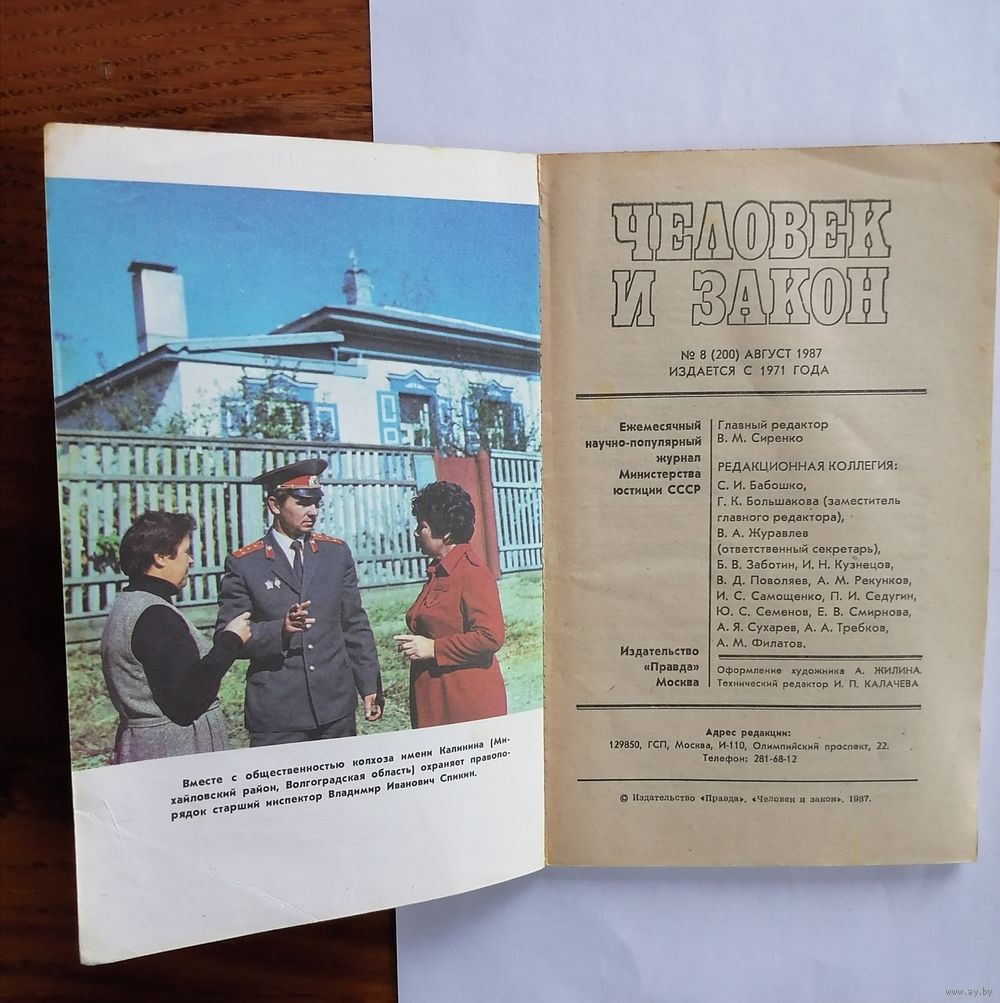 Вместе с общественностью колхоза имени Калинина (Ми-
хайловский район, Волгоградская область) охраняет правопо-
рядок старший инспектор Владимир Иванович Спикин.
ЧЕЛОВЕК
И ЗАКОН
№ 8 (200) АВГУСТ 1987
ИЗДАЕТСЯ С 1971 ГОДА
Ежемесячный
научно-популярный
журнал
Министерства
юстиции СССР
Издательство
«Правда»
Москва
Главный редактор
В. М. Сиренко
РЕДАКЦИОННАЯ КОЛЛЕГИЯ:
С. И. Бабошко,
Г. К. Большакова (заместитель
главного редактора),
В. А. Журавлев
(ответственный секретарь),
Б. В. Заботин, И. Н. Кузнецов,
В. Д. Поволяев, А. М. Рекунков,
И. С. Самощенко, П. И. Седугин,
Ю. С. Семенов, Е. В. Смирнова,
А. Я. Сухарев, А. А. Требков,
А. М. Филатов.
Оформление художника А. ЖИЛИНА.
Технический редактор И. П. КАЛАЧЕВА
Адрес редакции:
129850, ГСП, Москва, И-110, Олимпийский проспект, 22.
Телефон: 281-68-12
© Издательство «Правда», «Человек и закон», 1987.
www.ay.by